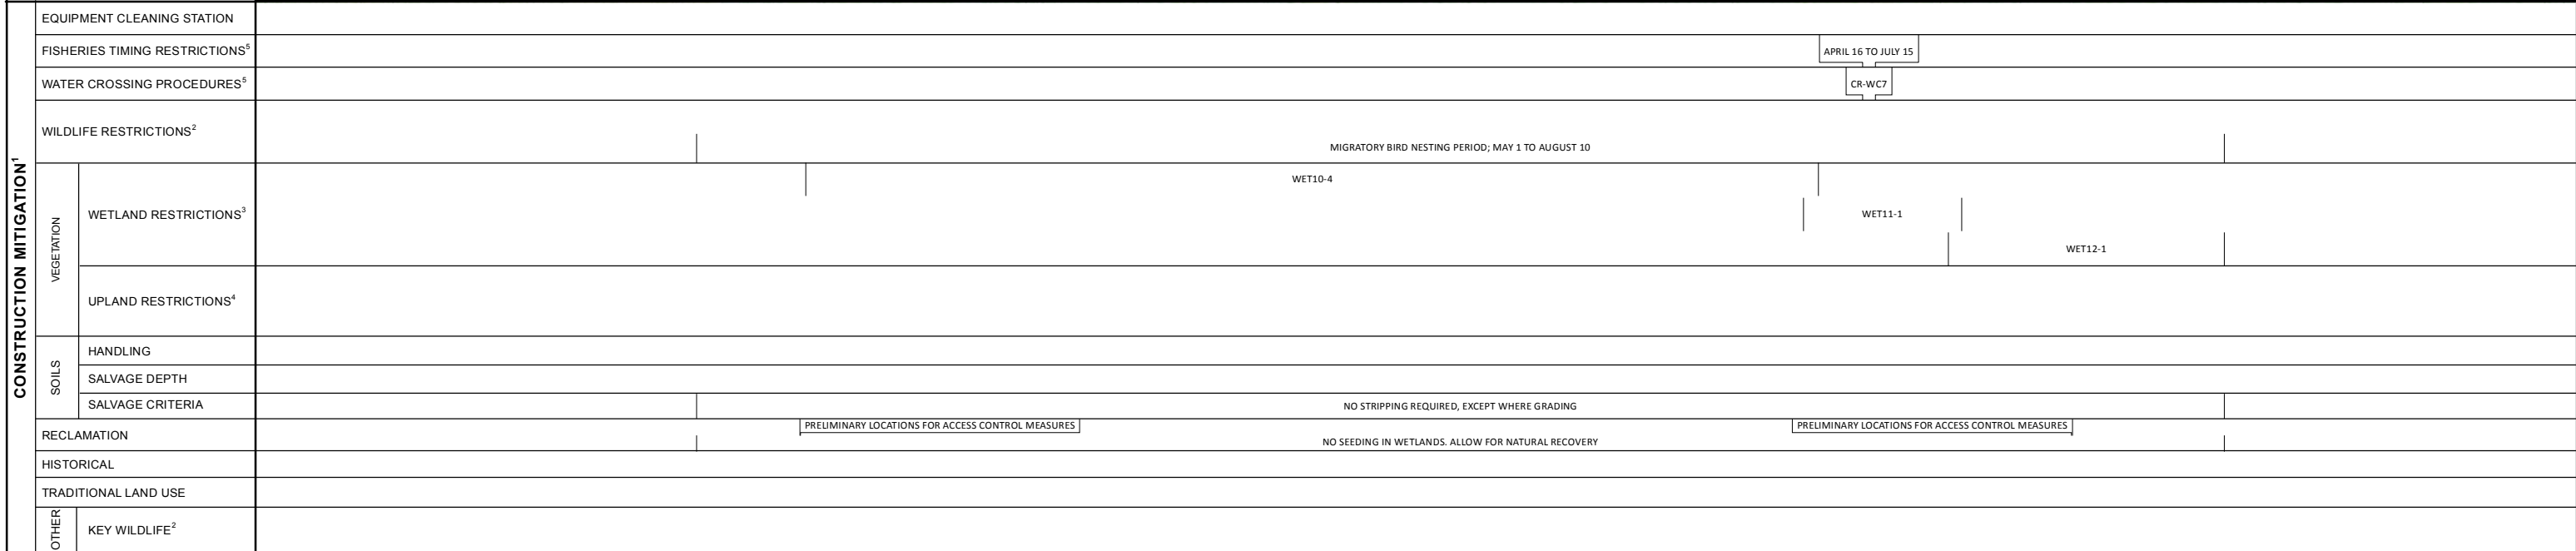 CONSTRUCTION MITIGATION¹
EQUIPMENT CLEANING STATION
FISHERIES TIMING RESTRICTIONS⁵
APRIL 16 TO JULY 15
WATER CROSSING PROCEDURES⁵
CR-WC7
WILDLIFE RESTRICTIONS²
MIGRATORY BIRD NESTING PERIOD; MAY 1 TO AUGUST 10
VEGETATION
WETLAND RESTRICTIONS³
WET10-4
WET11-1
WET12-1
UPLAND RESTRICTIONS⁴
SOILS
HANDLING
SALVAGE DEPTH
SALVAGE CRITERIA
NO STRIPPING REQUIRED, EXCEPT WHERE GRADING
RECLAMATION
PRELIMINARY LOCATIONS FOR ACCESS CONTROL MEASURES
PRELIMINARY LOCATIONS FOR ACCESS CONTROL MEASURES
NO SEEDING IN WETLANDS. ALLOW FOR NATURAL RECOVERY
HISTORICAL
TRADITIONAL LAND USE
OTHER
KEY WILDLIFE²